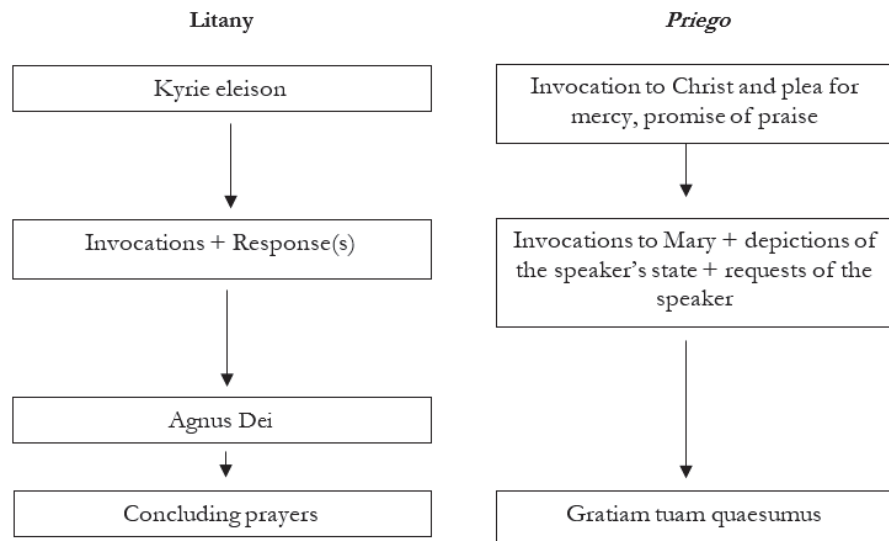 Litany
Kyrie eleison
Invocations + Response(s)
Agnus Dei
Concluding prayers
Priego
Invocation to Christ and plea for
mercy, promise of praise
Invocations to Mary + depictions of
the speaker’s state + requests of the
speaker
Gratiam tuam quaesumus